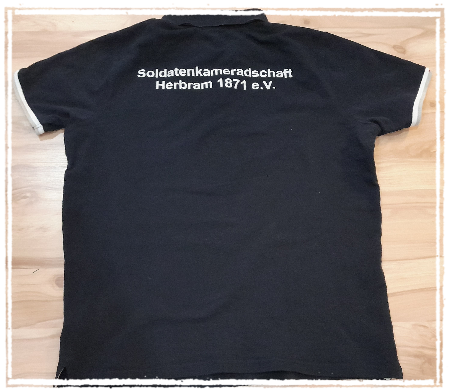 Soldatenkameradschaft
Herbram 1871 e.V.